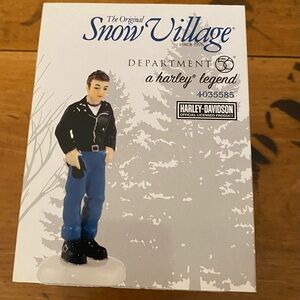 The Original
Snow Village
SINCE 1976
DEPARTMENT 56
a harley® legend
4035585
HARLEY-DAVIDSON
OFFICIAL LICENSED PRODUCT